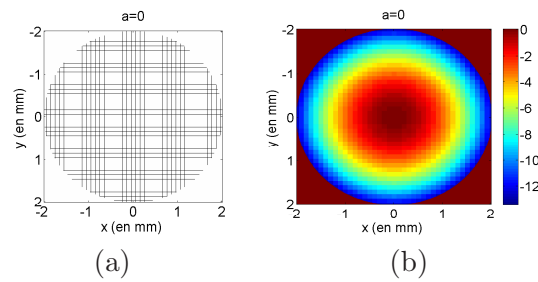 a=0
-2
-1
0
1
2
y (en mm)
-2 -1 0 1 2
x (en mm)
(a)
a=0
-2
-1
0
1
2
y (en mm)
2 1 0 1 2
x (en mm)
0
-2
-4
-6
-8
-10
-12
(b)